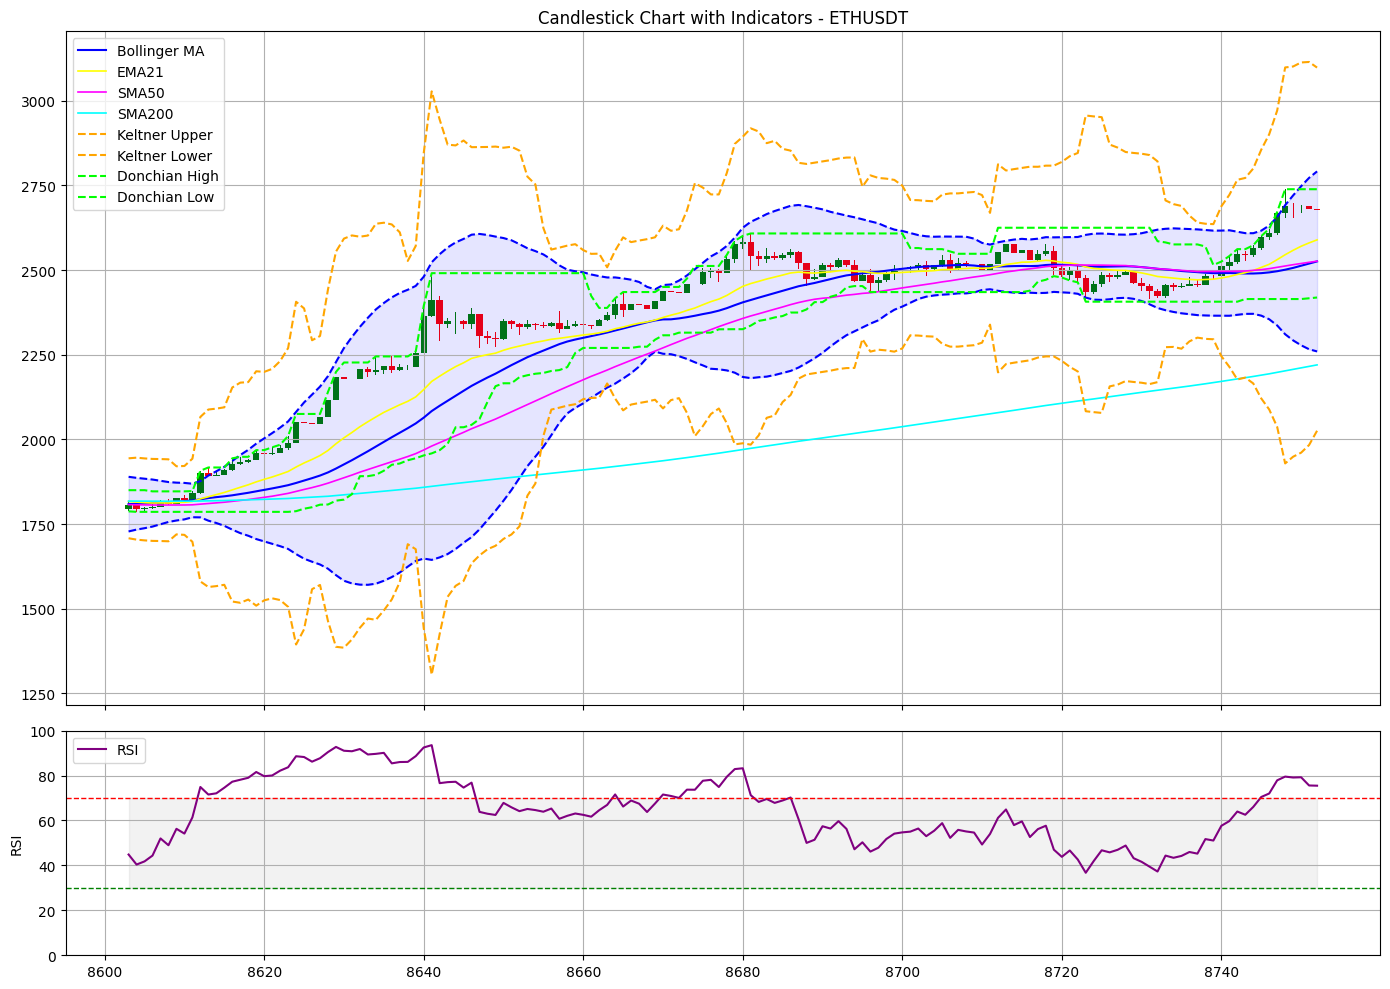 Candlestick Chart with Indicators - ETHUSDT
Bollinger MA
EMA21
SMA50
SMA200
Keltner Upper
Keltner Lower
Donchian High
Donchian Low
3000
2750
2500
2250
2000
1750
1500
1250
RSI
100
80
60
40
20
0
RSI
8600
8620
8640
8660
8680
8700
8720
8740